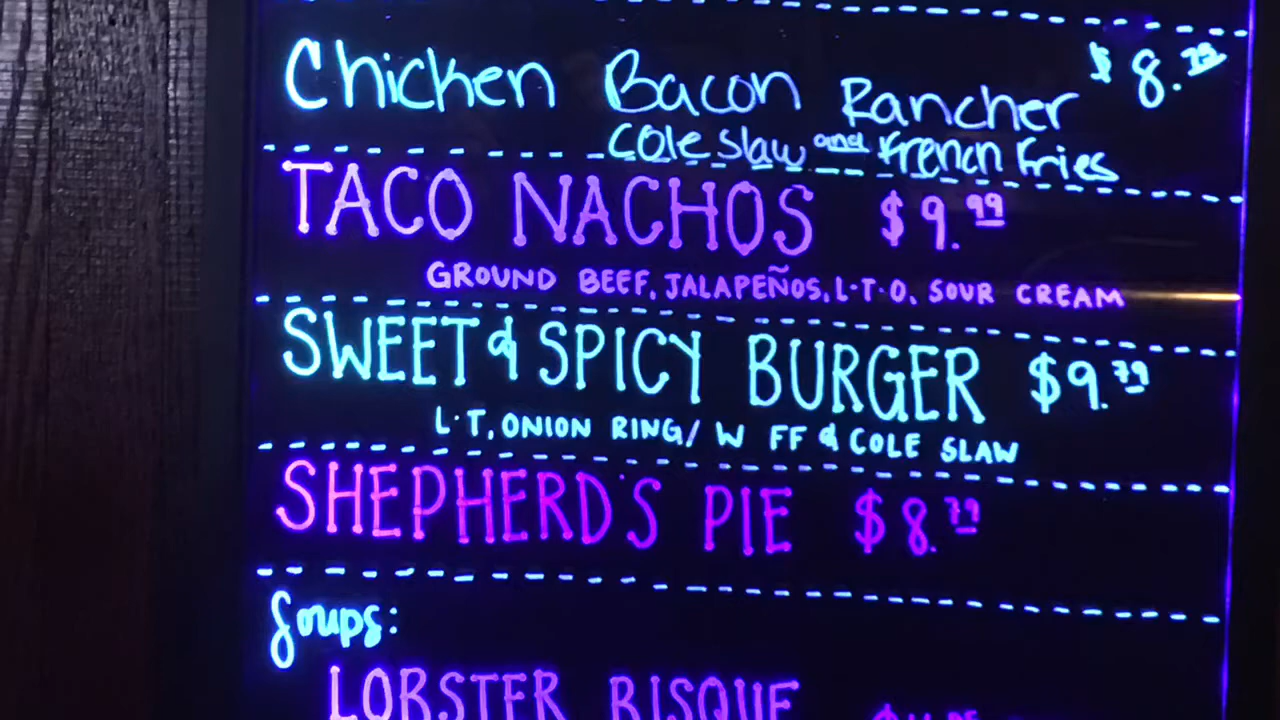 Chicken Bacon Rancher $8.79
Cole Slaw and French Fries
TACO NACHOS $9.99
GROUND BEEF, JALAPEÑOS, L·T·O, SOUR CREAM
SWEET & SPICY BURGER $9.79
L·T, ONION RING/ W FF & COLE SLAW
SHEPHERD'S PIE $8.79
Soups:
LOBSTER BISQUE